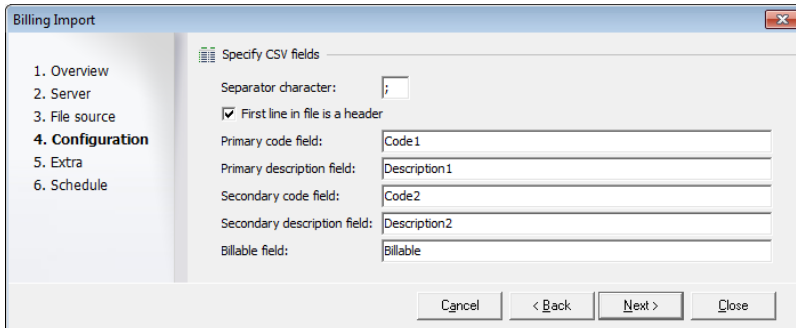 Billing Import
1. Overview
2. Server
3. File source
4. Configuration
5. Extra
6. Schedule
Specify CSV fields
Separator character: ;
First line in file is a header
Primary code field: Code1
Primary description field: Description1
Secondary code field: Code2
Secondary description field: Description2
Billable field: Billable
Cancel < Back Next > Close